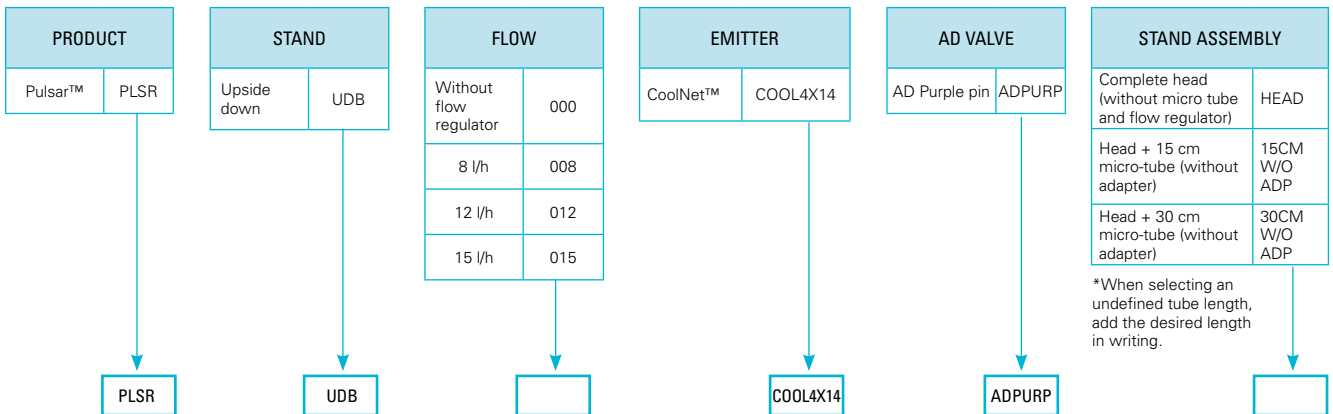 PRODUCT
Pulsar™ PLSR
PLSR
STAND
Upside
down
UDB
UDB
FLOW
Without
flow
regulator
000
8 l/h 008
12 l/h 012
15 l/h 015
EMITTER
CoolNet™ COOL4X14
COOL4X14
AD VALVE
AD Purple pin ADPURP
ADPURP
STAND ASSEMBLY
Complete head
(without micro tube
and flow regulator)
HEAD
Head + 15 cm
micro-tube (without
adapter)
15CM
W/O
ADP
Head + 30 cm
micro-tube (without
adapter)
30CM
W/O
ADP
*When selecting an
undefined tube length,
add the desired length
in writing.